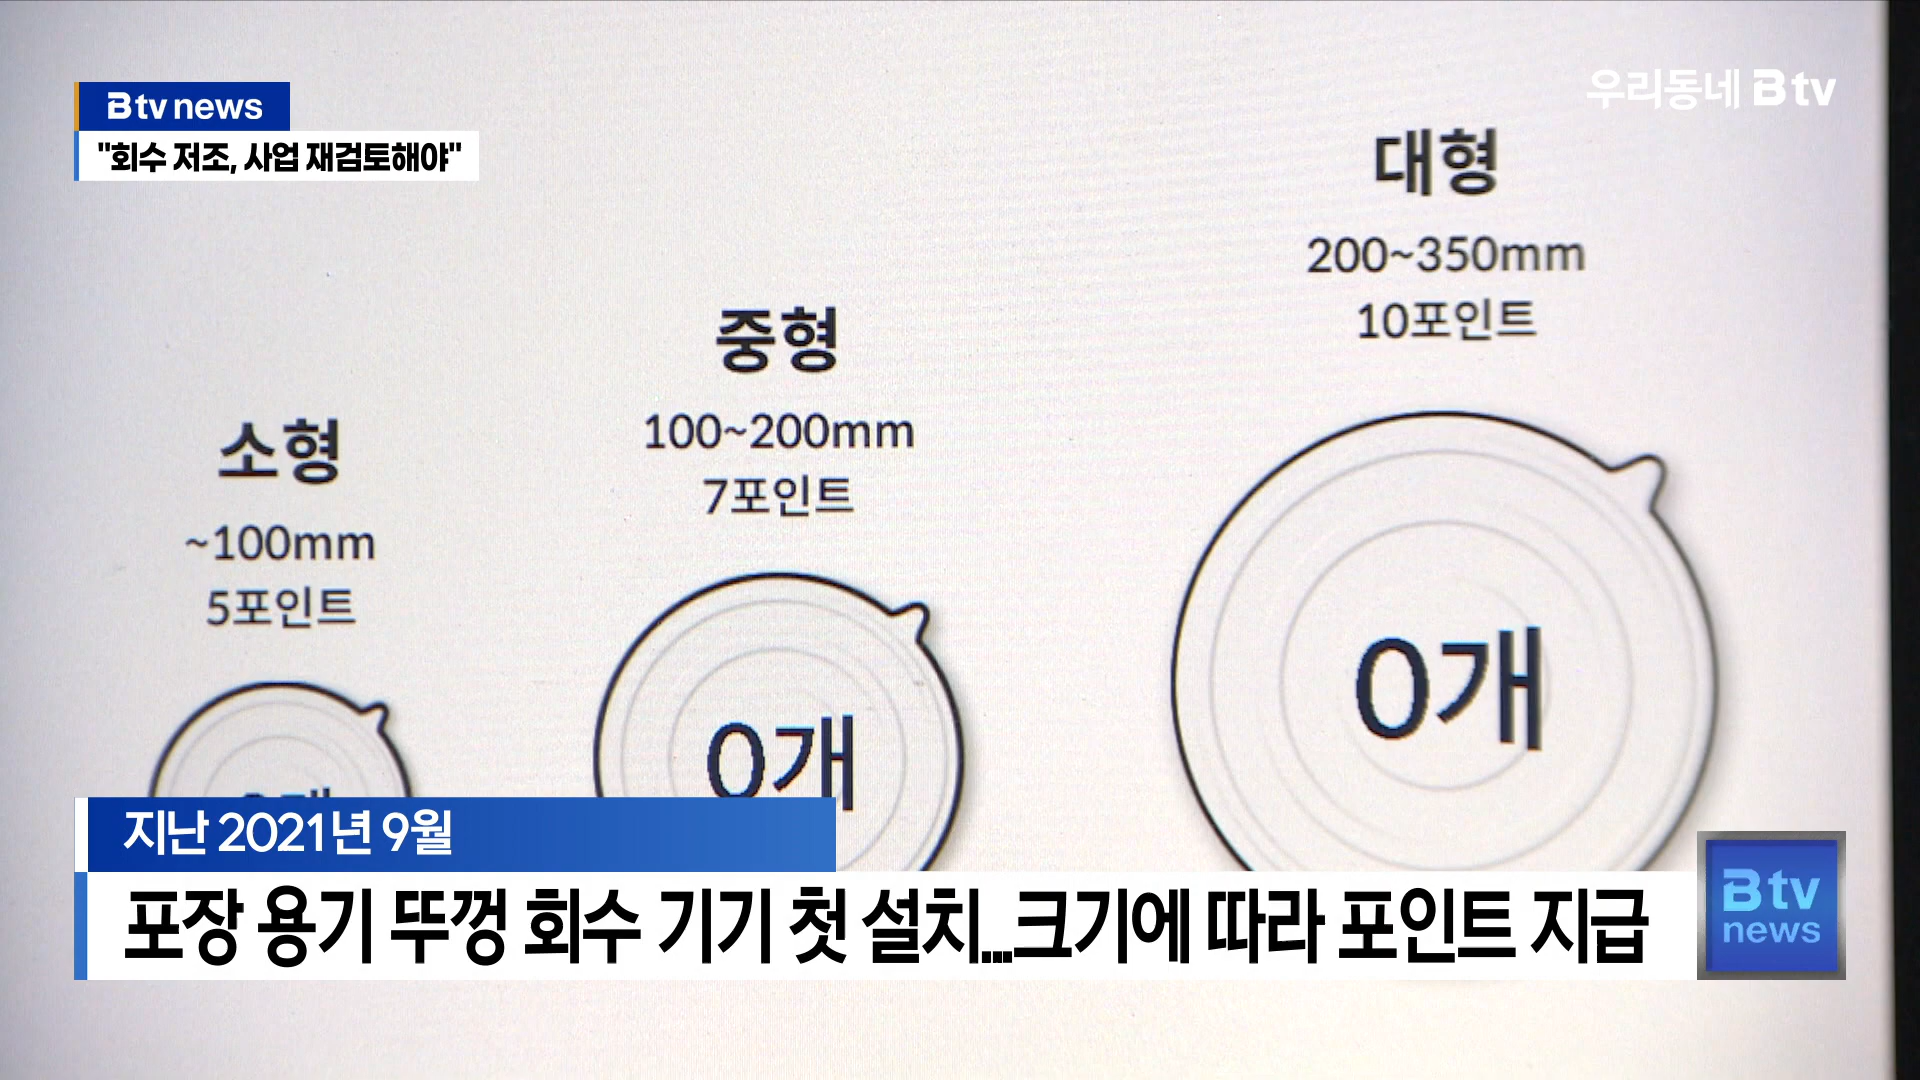 B tv news
"회수 저조, 사업 재검토해야"
우리동네 B tv
대형
200~350mm
10포인트
중형
100~200mm
7포인트
소형
~100mm
5포인트
0개
0개
지난 2021년 9월
포장 용기 뚜껑 회수 기기 첫 설치...크기에 따라 포인트 지급
B tv
news